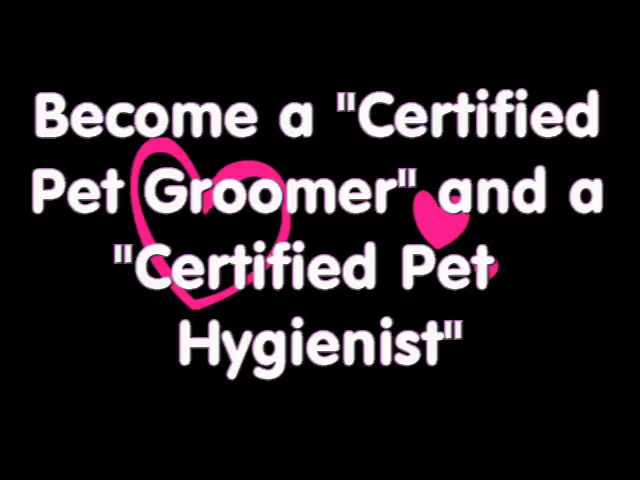 Become a "Certified
Pet Groomer" and a
"Certified Pet
Hygienist"